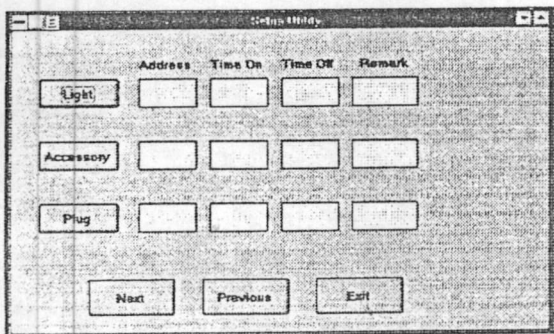 Setup Utility
Address Time On Time Off Remark
Light
Accessory
Plug
Next Previous Exit